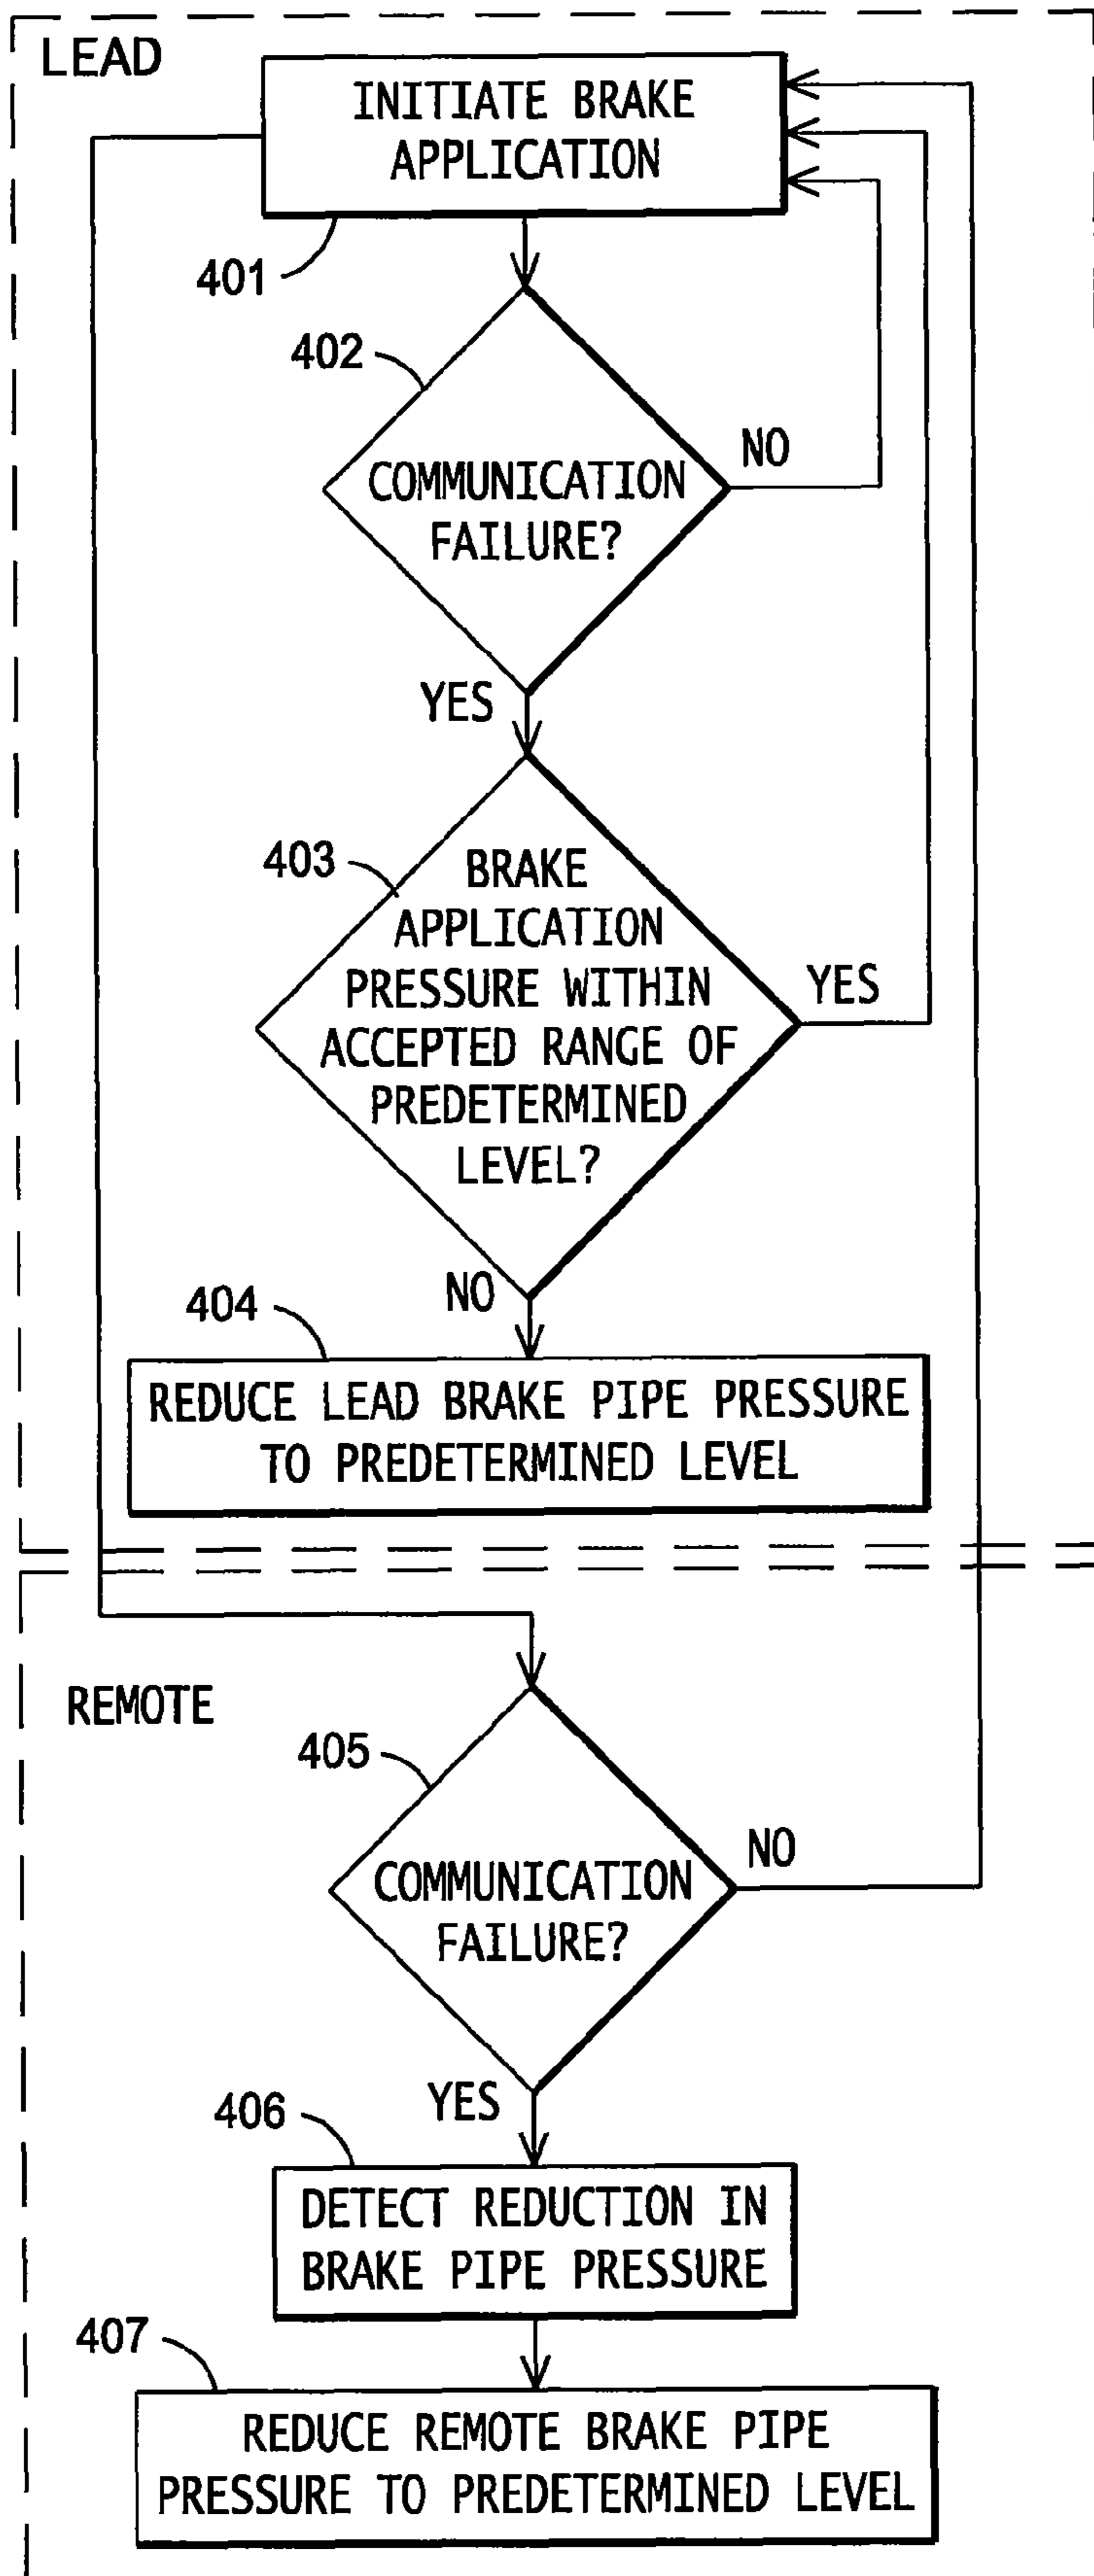 LEAD
INITIATE BRAKE
APPLICATION
401
402
COMMUNICATION
FAILURE?
NO
YES
403
BRAKE
APPLICATION
PRESSURE WITHIN
ACCEPTED RANGE OF
PREDETERMINED
LEVEL?
YES
NO
404
REDUCE LEAD BRAKE PIPE PRESSURE
TO PREDETERMINED LEVEL
REMOTE
405
COMMUNICATION
FAILURE?
NO
YES
406
DETECT REDUCTION IN
BRAKE PIPE PRESSURE
407
REDUCE REMOTE BRAKE PIPE
PRESSURE TO PREDETERMINED LEVEL